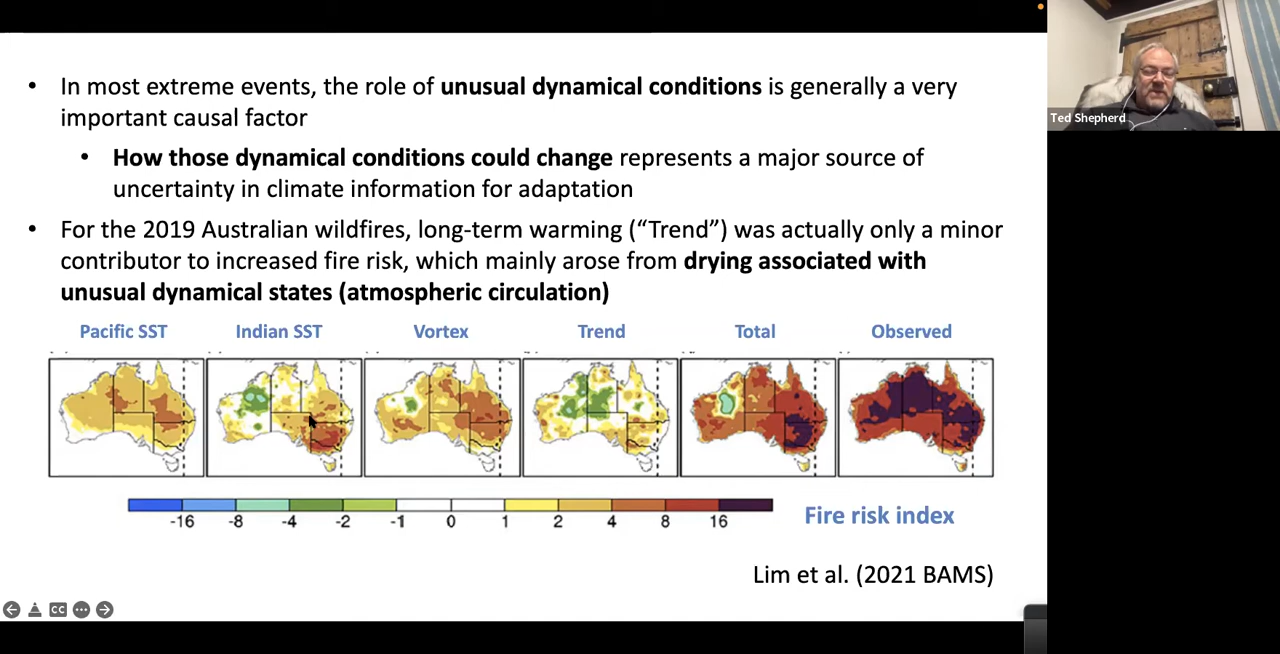 • In most extreme events, the role of unusual dynamical conditions is generally a very
important causal factor
• How those dynamical conditions could change represents a major source of
uncertainty in climate information for adaptation
• For the 2019 Australian wildfires, long-term warming (“Trend”) was actually only a minor
contributor to increased fire risk, which mainly arose from drying associated with
unusual dynamical states (atmospheric circulation)
Pacific SST Indian SST Vortex Trend Total Observed
-16 -8 -4 -2 -1 0 1 2 4 8 16
Fire risk index
Lim et al. (2021 BAMS)
CC
Ted Shepherd